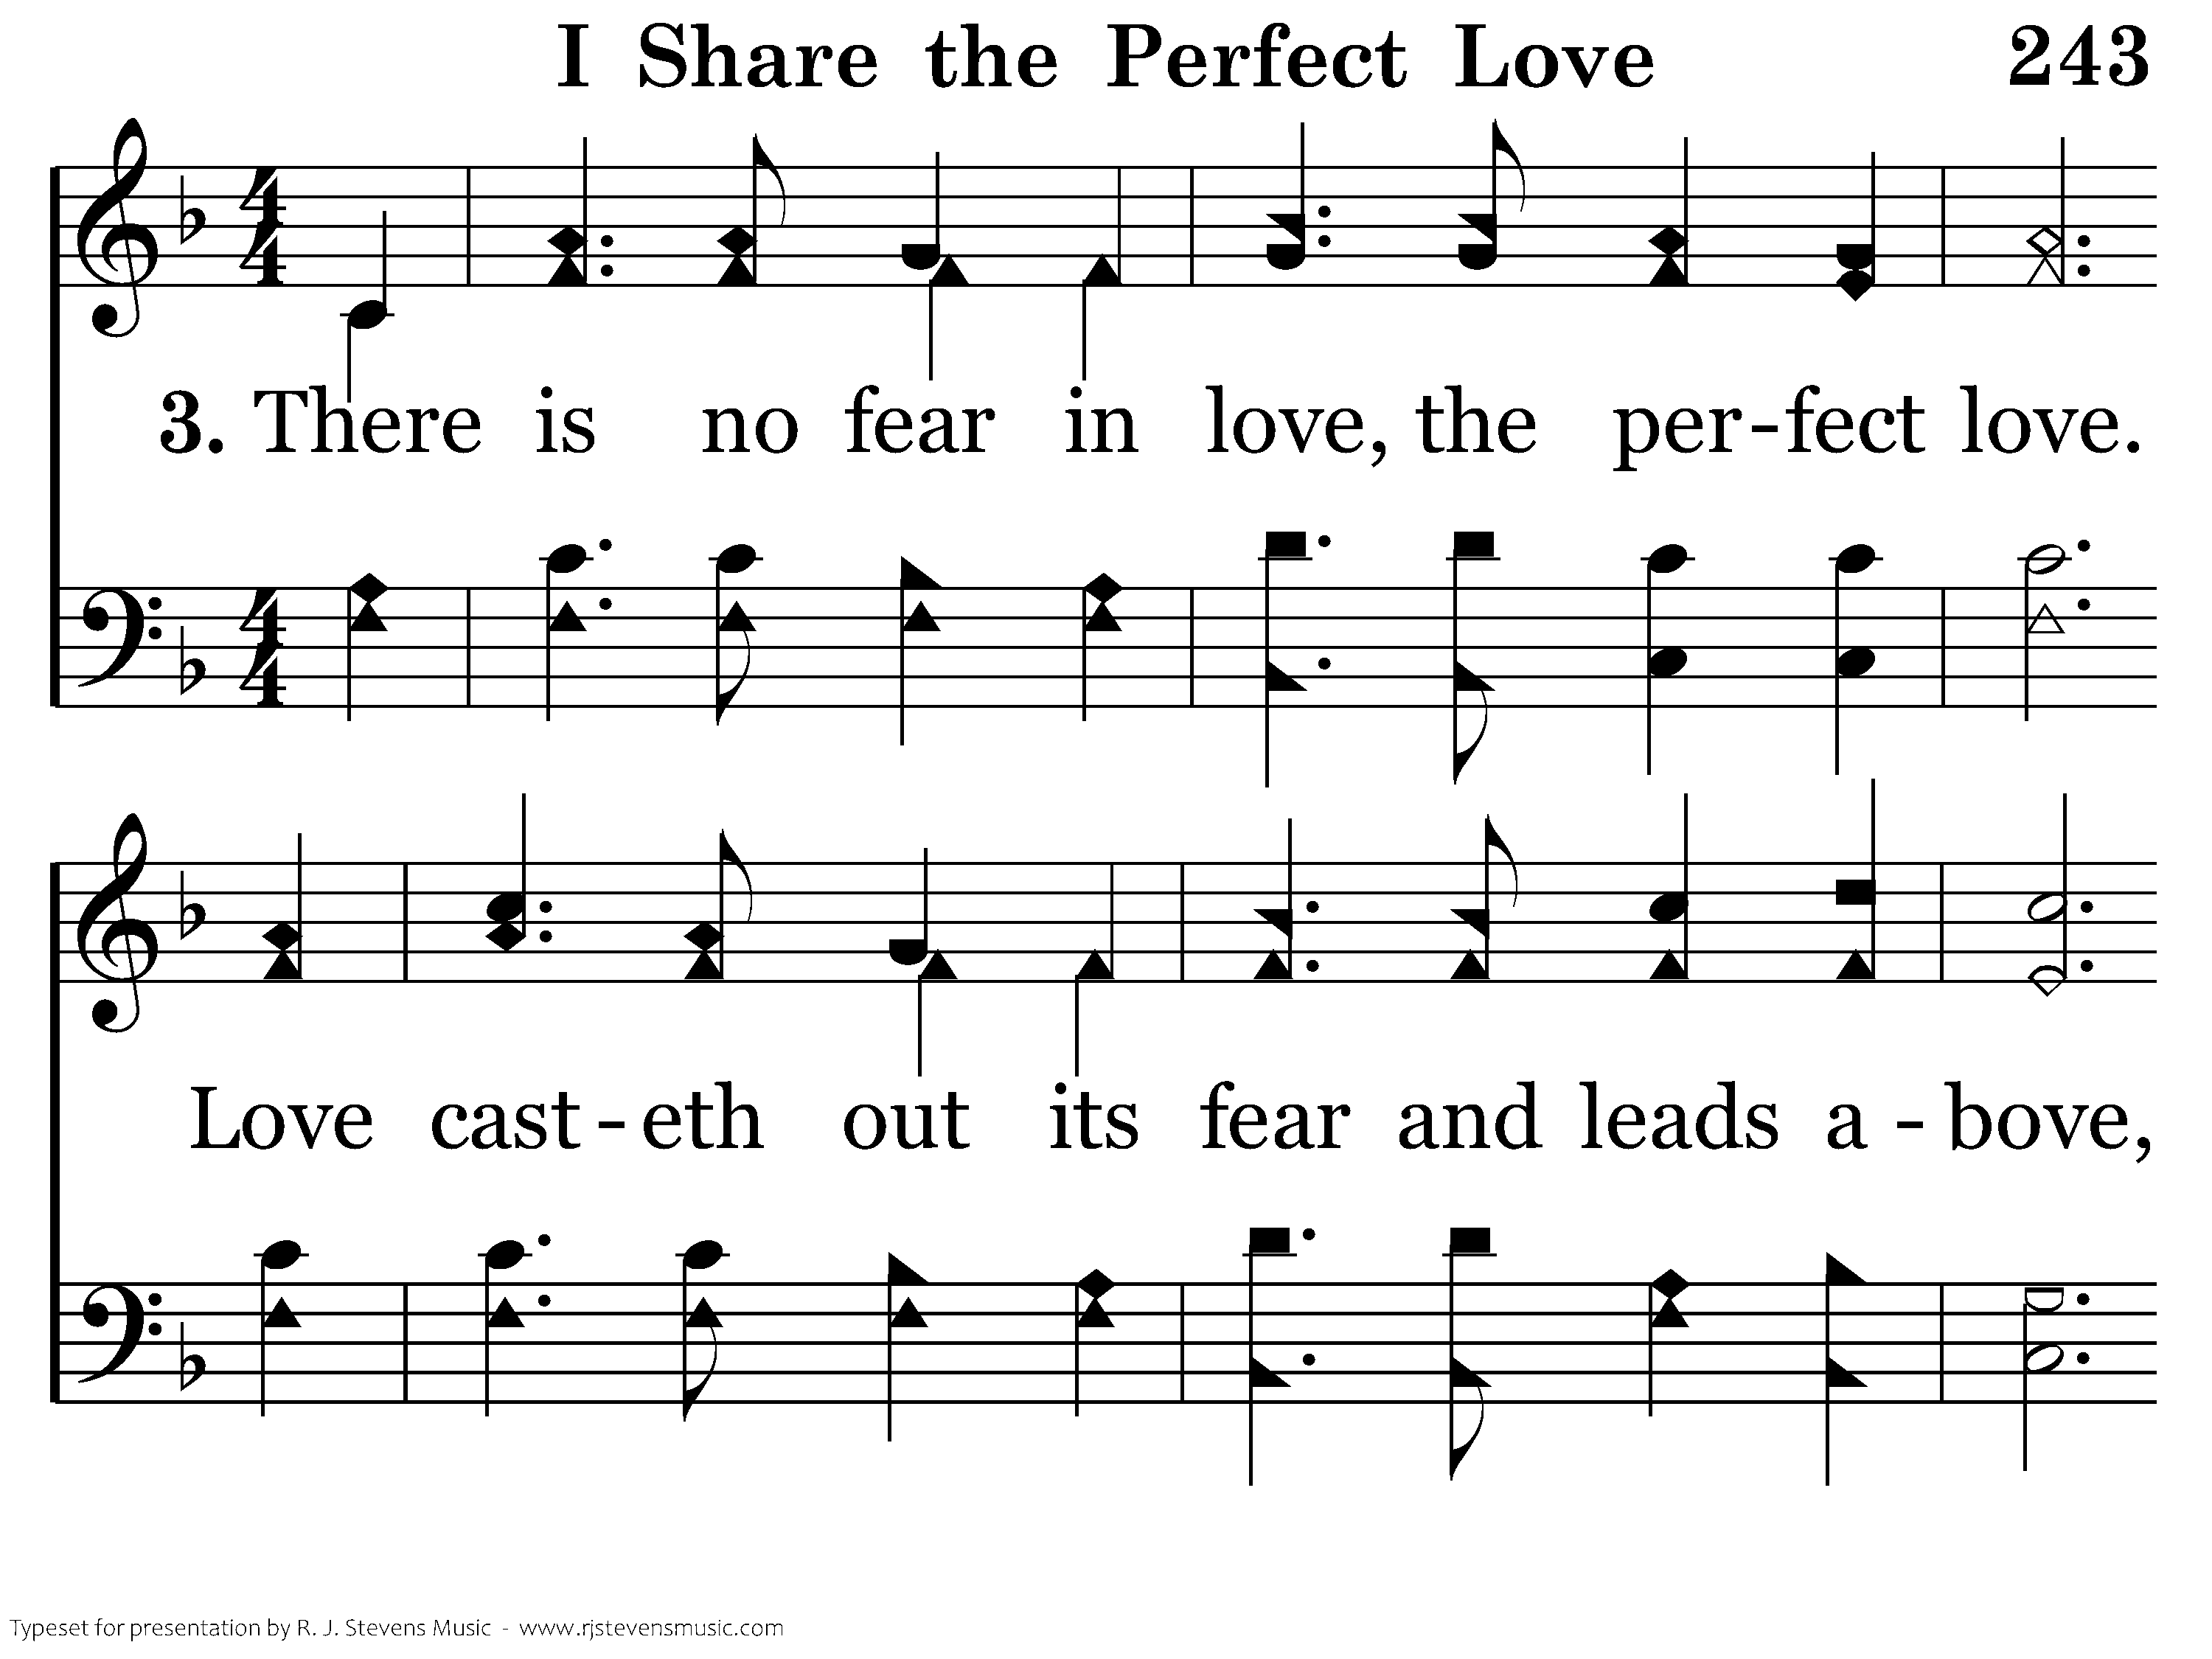 I Share the Perfect Love 243
3. There is no fear in love, the per-fect love.
Love cast-eth out its fear and leads a-bove,
Typeset for presentation by R. J. Stevens Music - www.rjstevensmusic.com